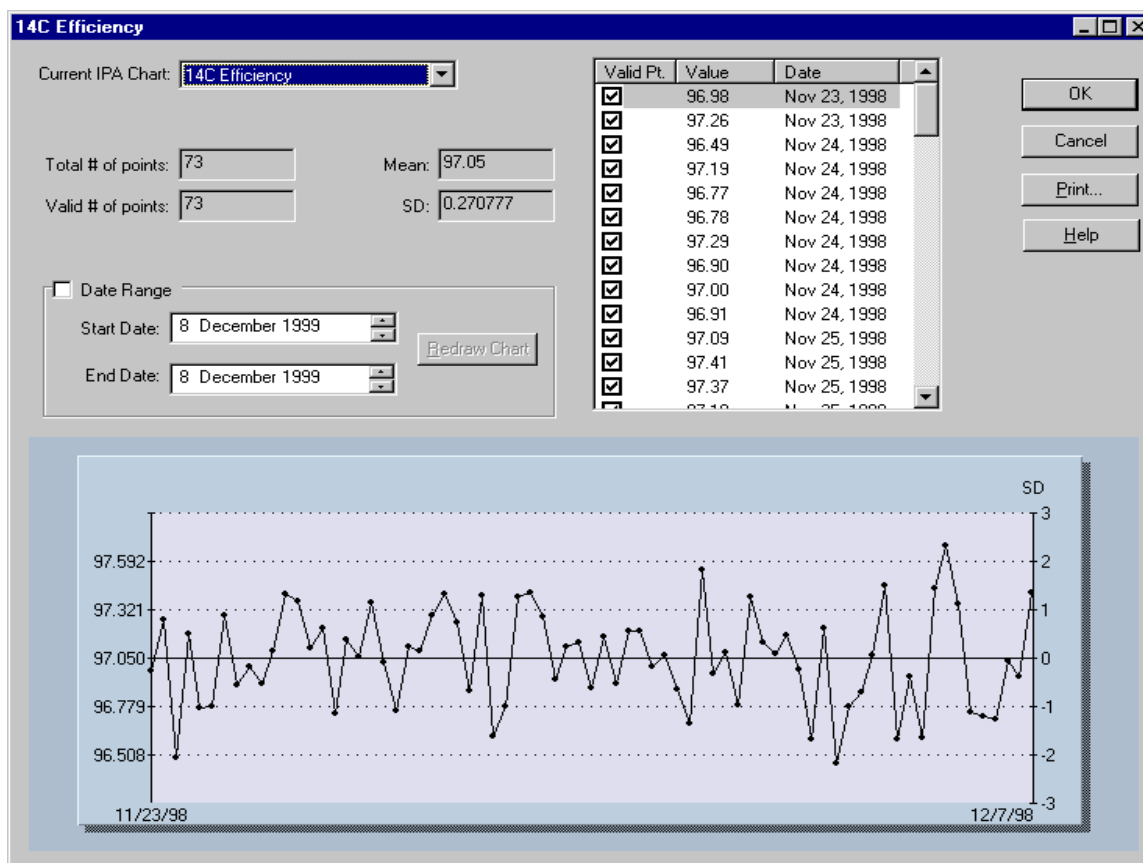 14C Efficiency
Current IPA Chart: 14C Efficiency
Total # of points: 73
Mean: 97.05
Valid # of points: 73
SD: 0.270777
Date Range
Start Date: 8 December 1999
End Date: 8 December 1999
Redraw Chart
Valid Pt. Value Date
96.98 Nov 23, 1998
97.26 Nov 23, 1998
96.49 Nov 24, 1998
97.19 Nov 24, 1998
96.77 Nov 24, 1998
96.78 Nov 24, 1998
97.29 Nov 24, 1998
96.90 Nov 24, 1998
97.00 Nov 24, 1998
96.91 Nov 24, 1998
97.09 Nov 25, 1998
97.41 Nov 25, 1998
97.37 Nov 25, 1998
OK
Cancel
Print...
Help
SD
3
97.592 2
97.321 1
97.050 0
96.779 -1
96.508 -2
-3
11/23/98 12/7/98